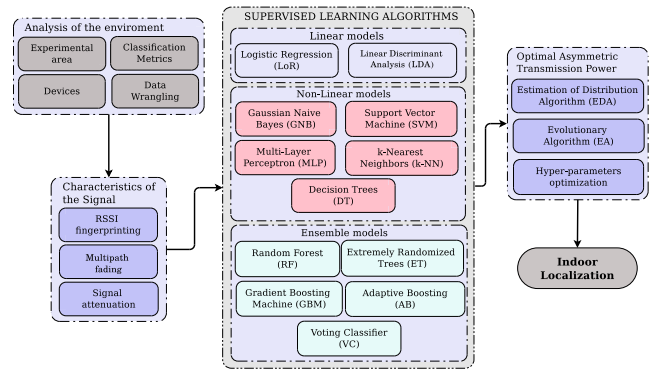 Analysis of the enviroment
Experimental
area
Classification
Metrics
Devices
Data
Wrangling
Characteristics of
the Signal
RSSI
fingerprinting
Multipath
fading
Signal
attenuation
SUPERVISED LEARNING ALGORITHMS
Linear models
Logistic Regression
(LoR)
Linear Discriminant
Analysis (LDA)
Non-Linear models
Gaussian Naive
Bayes (GNB)
Support Vector
Machine (SVM)
Multi-Layer
Perceptron (MLP)
k-Nearest
Neighbors (k-NN)
Decision Trees
(DT)
Ensemble models
Random Forest
(RF)
Extremely Randomized
Trees (ET)
Gradient Boosting
Machine (GBM)
Adaptive Boosting
(AB)
Voting Classifier
(VC)
Optimal Asymmetric
Transmission Power
Estimation of Distribution
Algorithm (EDA)
Evolutionary
Algorithm (EA)
Hyper-parameters
optimization
Indoor
Localization